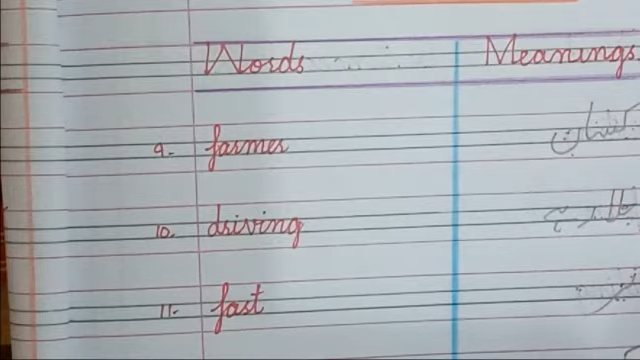 Words Meanings
9. farmer کسان
10. driving
11. fast